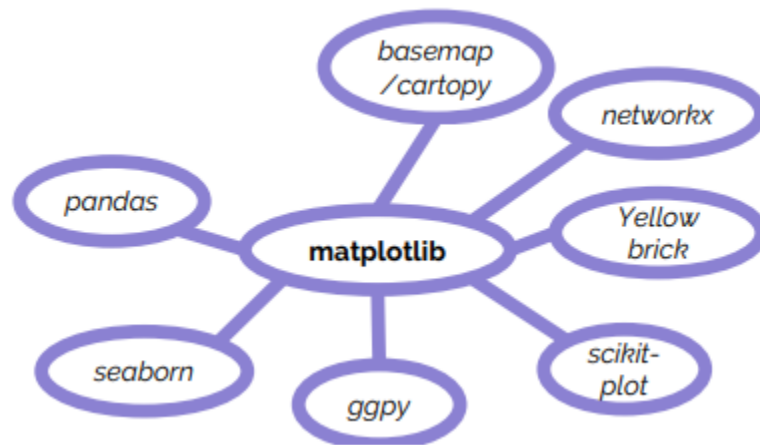 basemap
/cartopy
networkx
pandas
Yellow
brick
matplotlib
seaborn
scikit-
plot
ggpy